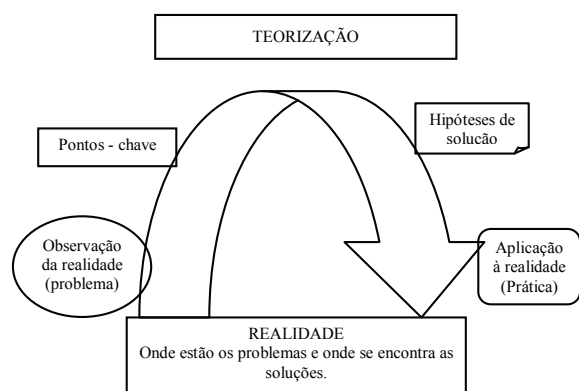 TEORIZAÇÃO
Pontos - chave
Hipóteses de
solucão
Observação
da realidade
(problema)
Aplicação
à realidade
(Prática)
REALIDADE
Onde estão os problemas e onde se encontra as
soluções.